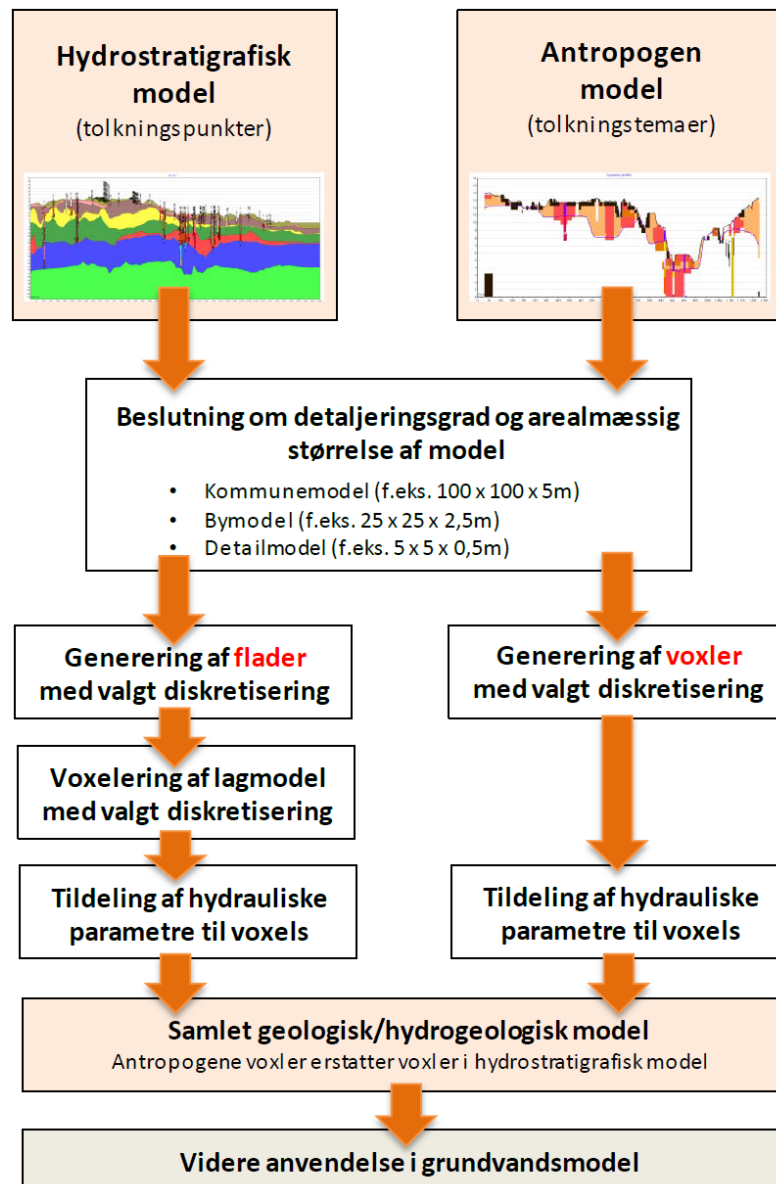 Hydrostratigrafisk
model
(tolkningspunkter)
Antropogen
model
(tolkningstemaer)
Beslutning om detaljeringsgrad og arealmæssig
størrelse af model
• Kommunemodel (f.eks. 100 x 100 x 5m)
• Bymodel (f.eks. 25 x 25 x 2,5m)
• Detailmodel (f.eks. 5 x 5 x 0,5m)
Generering af flader
med valgt diskretisering
Generering af voxler
med valgt diskretisering
Voxelering af lagmodel
med valgt diskretisering
Tildeling af hydrauliske
parametre til voxels
Tildeling af hydrauliske
parametre til voxels
Samlet geologisk/hydrogeologisk model
Antropogene voxler erstatter voxler i hydrostratigrafisk model
Videre anvendelse i grundvandsmodel